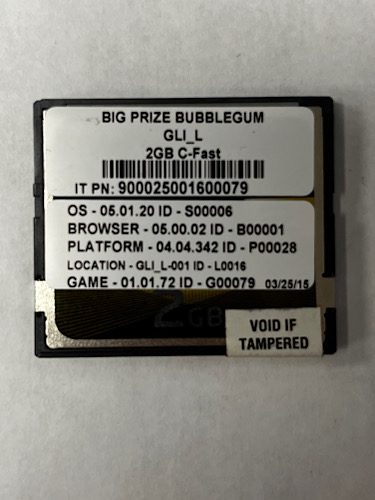 BIG PRIZE BUBBLEGUM
GLI_L
2GB C-Fast
IT PN: 900025001600079
OS - 05.01.20 ID - S00006
BROWSER - 05.00.02 ID - B00001
PLATFORM - 04.04.342 ID - P00028
LOCATION - GLI_L-001 ID - L0016
GAME - 01.01.72 ID - G00079 03/25/15
2GB
VOID IF
TAMPERED